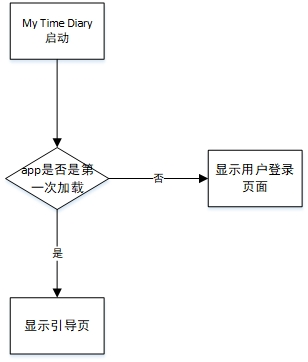 My Time Diary
启动
app是否是第
一次加载
否
显示用户登录
页面
是
显示引导页